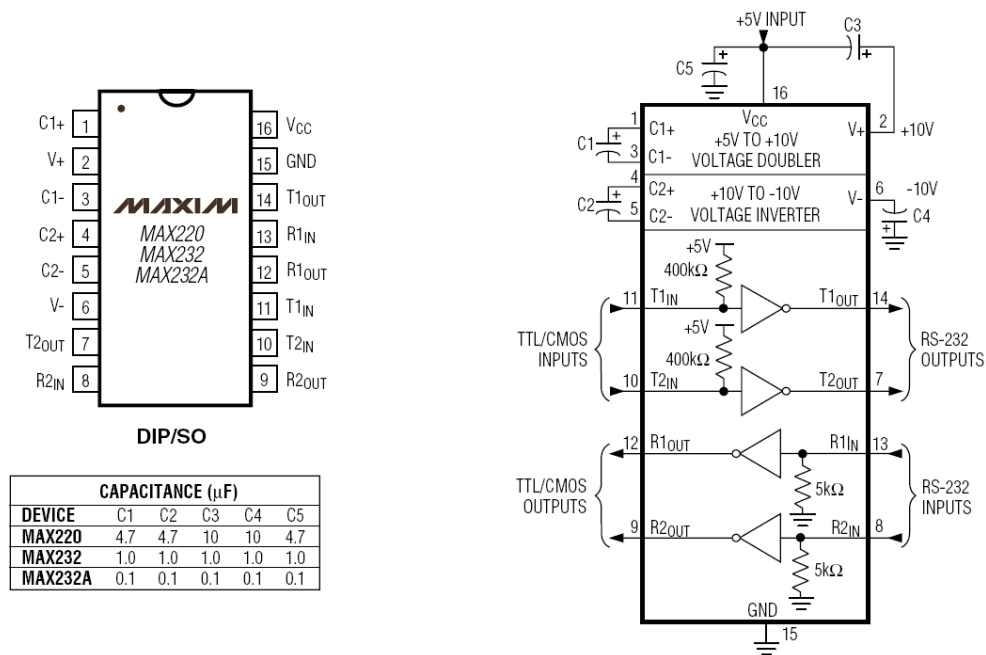 C1+ 1
V+ 2
C1- 3
C2+ 4
C2- 5
V- 6
T2OUT 7
R2IN 8
16 VCC
15 GND
14 T1OUT
13 R1IN
12 R1OUT
11 T1IN
10 T2IN
9 R2OUT
MAXIM
MAX220
MAX232
MAX232A
DIP/SO
CAPACITANCE (µF)
DEVICE C1 C2 C3 C4 C5
MAX220 4.7 4.7 10 10 4.7
MAX232 1.0 1.0 1.0 1.0 1.0
MAX232A 0.1 0.1 0.1 0.1 0.1
+5V INPUT
C3
+
C5
+
16
VCC
1
C1+
C1
+
3
C1-
+5V TO +10V
VOLTAGE DOUBLER
V+
2
+10V
4
C2+
C2
+
5
C2-
+10V TO -10V
VOLTAGE INVERTER
V-
6
-10V
C4
+
+5V
400kΩ
11
T1IN
T1OUT
14
+5V
400kΩ
10
T2IN
T2OUT
7
TTL/CMOS
INPUTS
RS-232
OUTPUTS
12
R1OUT
R1IN
13
5kΩ
9
R2OUT
R2IN
8
5kΩ
TTL/CMOS
OUTPUTS
RS-232
INPUTS
GND
15